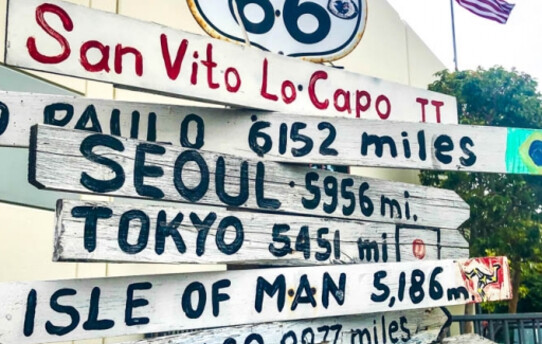 66
San Vito Lo·Capo TT
PAULO 6152 miles
SEOUL·5956 mi.
TOKYO 5451 mi
ISLE OF MAN 5,186 m.
miles